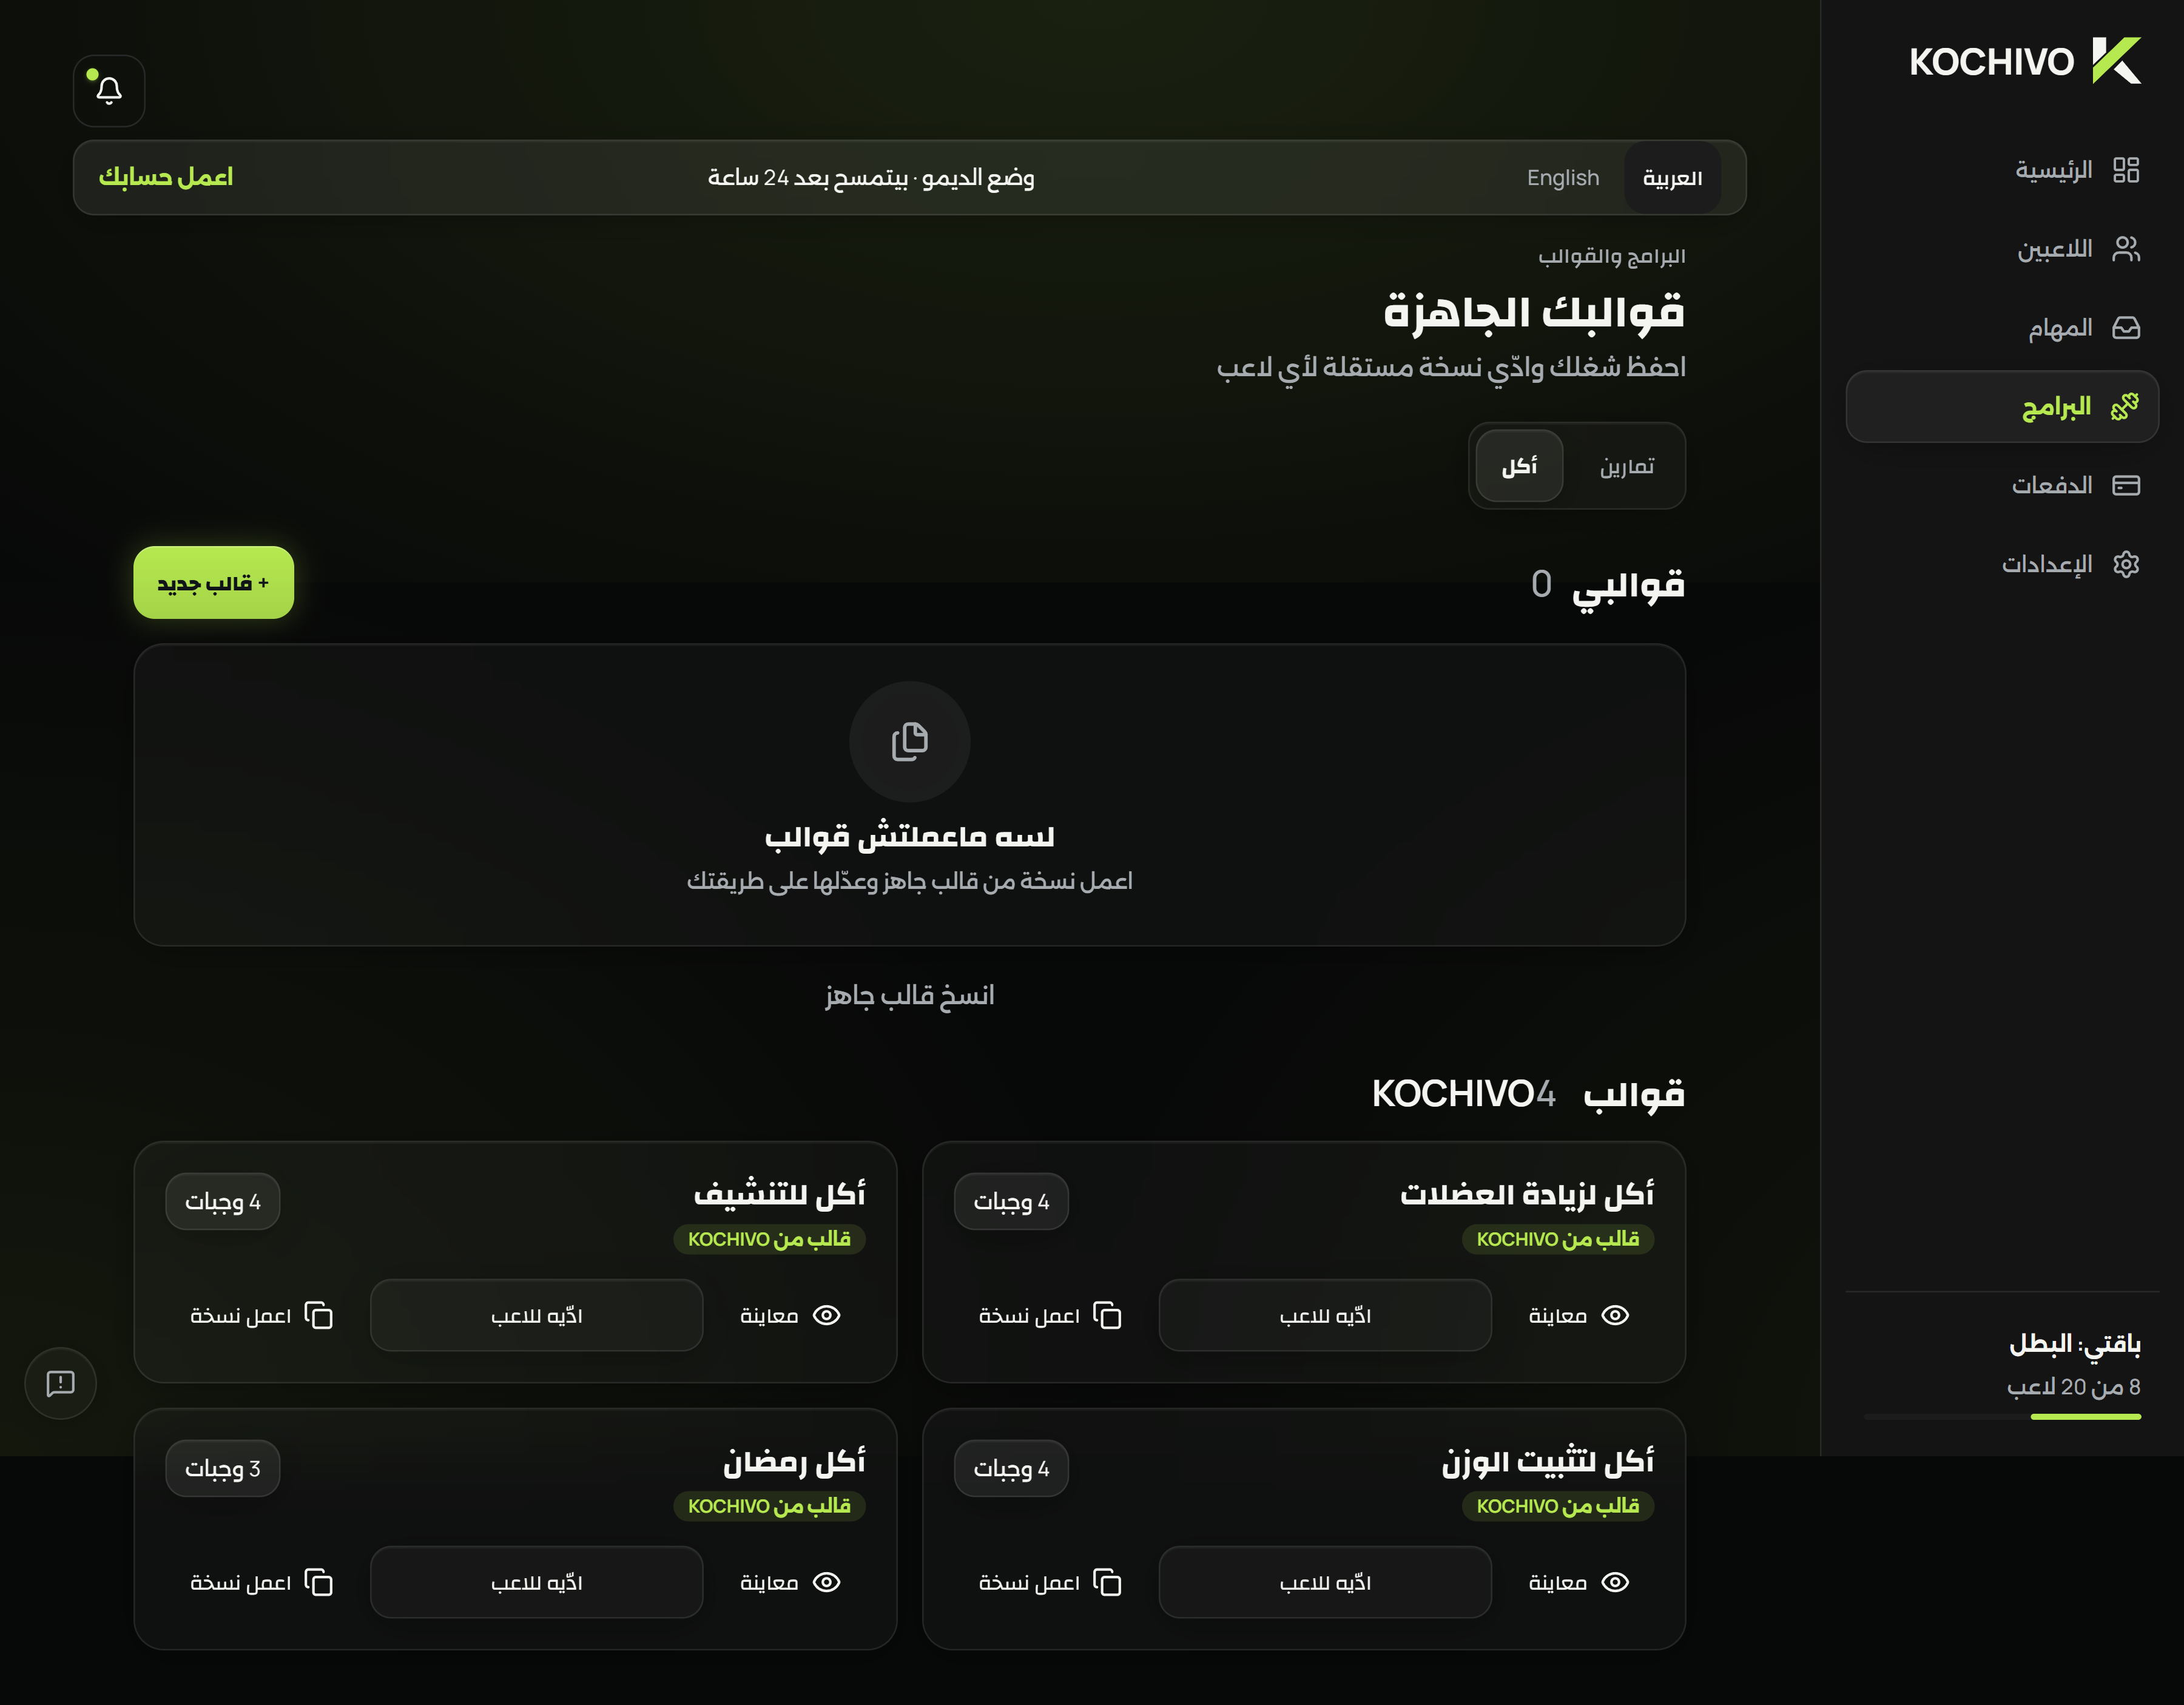 KOCHIVO
الرئيسية
اللاعبين
المهام
البرامج
الدفعات
الإعدادات
باقتي: البطل
8 من 20 لاعب
العربية
English
وضع الديمو · بيتمسح بعد 24 ساعة
اعمل حسابك
البرامج والقوالب
قوالبك الجاهزة
احفظ شغلك وادّي نسخة مستقلة لأي لاعب
تمارين
أكل
قوالبي 0
+ قالب جديد
لسه ماعملتش قوالب
اعمل نسخة من قالب جاهز وعدّلها على طريقتك
انسخ قالب جاهز
قوالب KOCHIVO4
أكل لزيادة العضلات
4 وجبات
قالب من KOCHIVO
معاينة
ادّيه للاعب
اعمل نسخة
أكل للتنشيف
4 وجبات
قالب من KOCHIVO
معاينة
ادّيه للاعب
اعمل نسخة
أكل لتثبيت الوزن
4 وجبات
قالب من KOCHIVO
معاينة
ادّيه للاعب
اعمل نسخة
أكل رمضان
3 وجبات
قالب من KOCHIVO
معاينة
ادّيه للاعب
اعمل نسخة